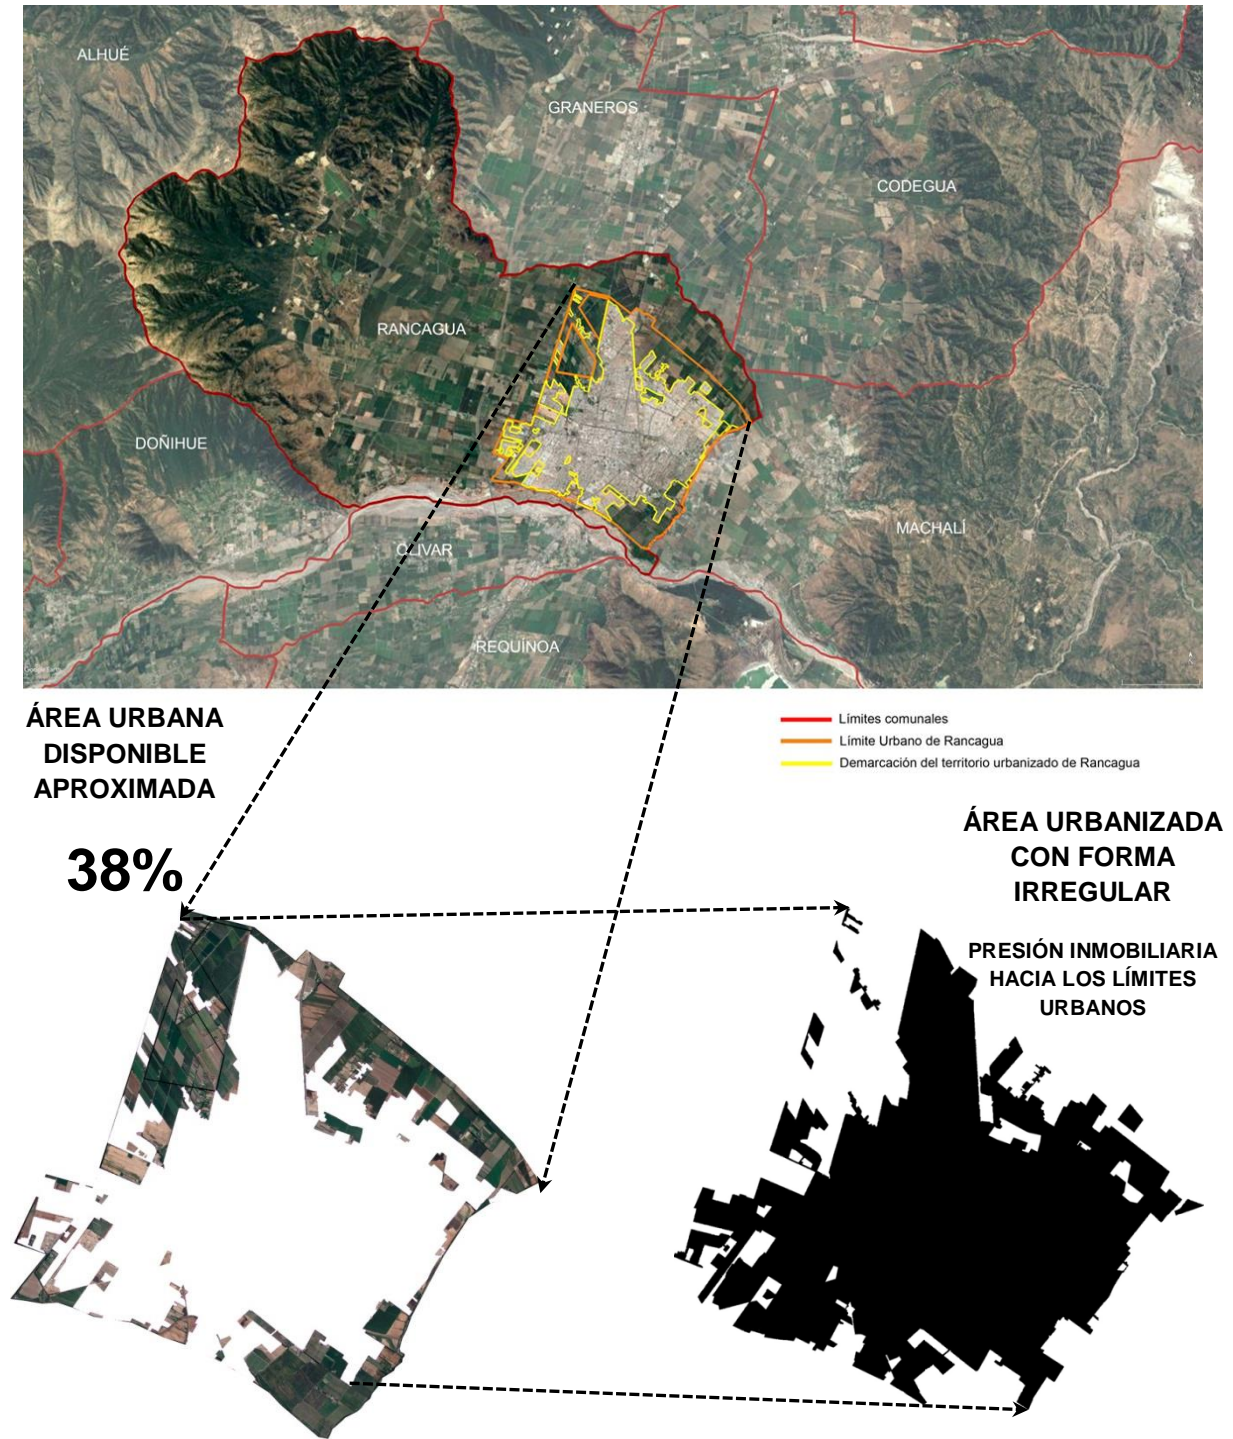 ALHUÉ
GRANEROS
CODEGUA
RANCAGUA
DOÑIHUE
MACHALÍ
OLIVAR
REQUÍNOA
ÁREA URBANA
DISPONIBLE
APROXIMADA
38%
Límites comunales
Límite Urbano de Rancagua
Demarcación del territorio urbanizado de Rancagua
ÁREA URBANIZADA
CON FORMA
IRREGULAR
PRESIÓN INMOBILIARIA
HACIA LOS LÍMITES
URBANOS